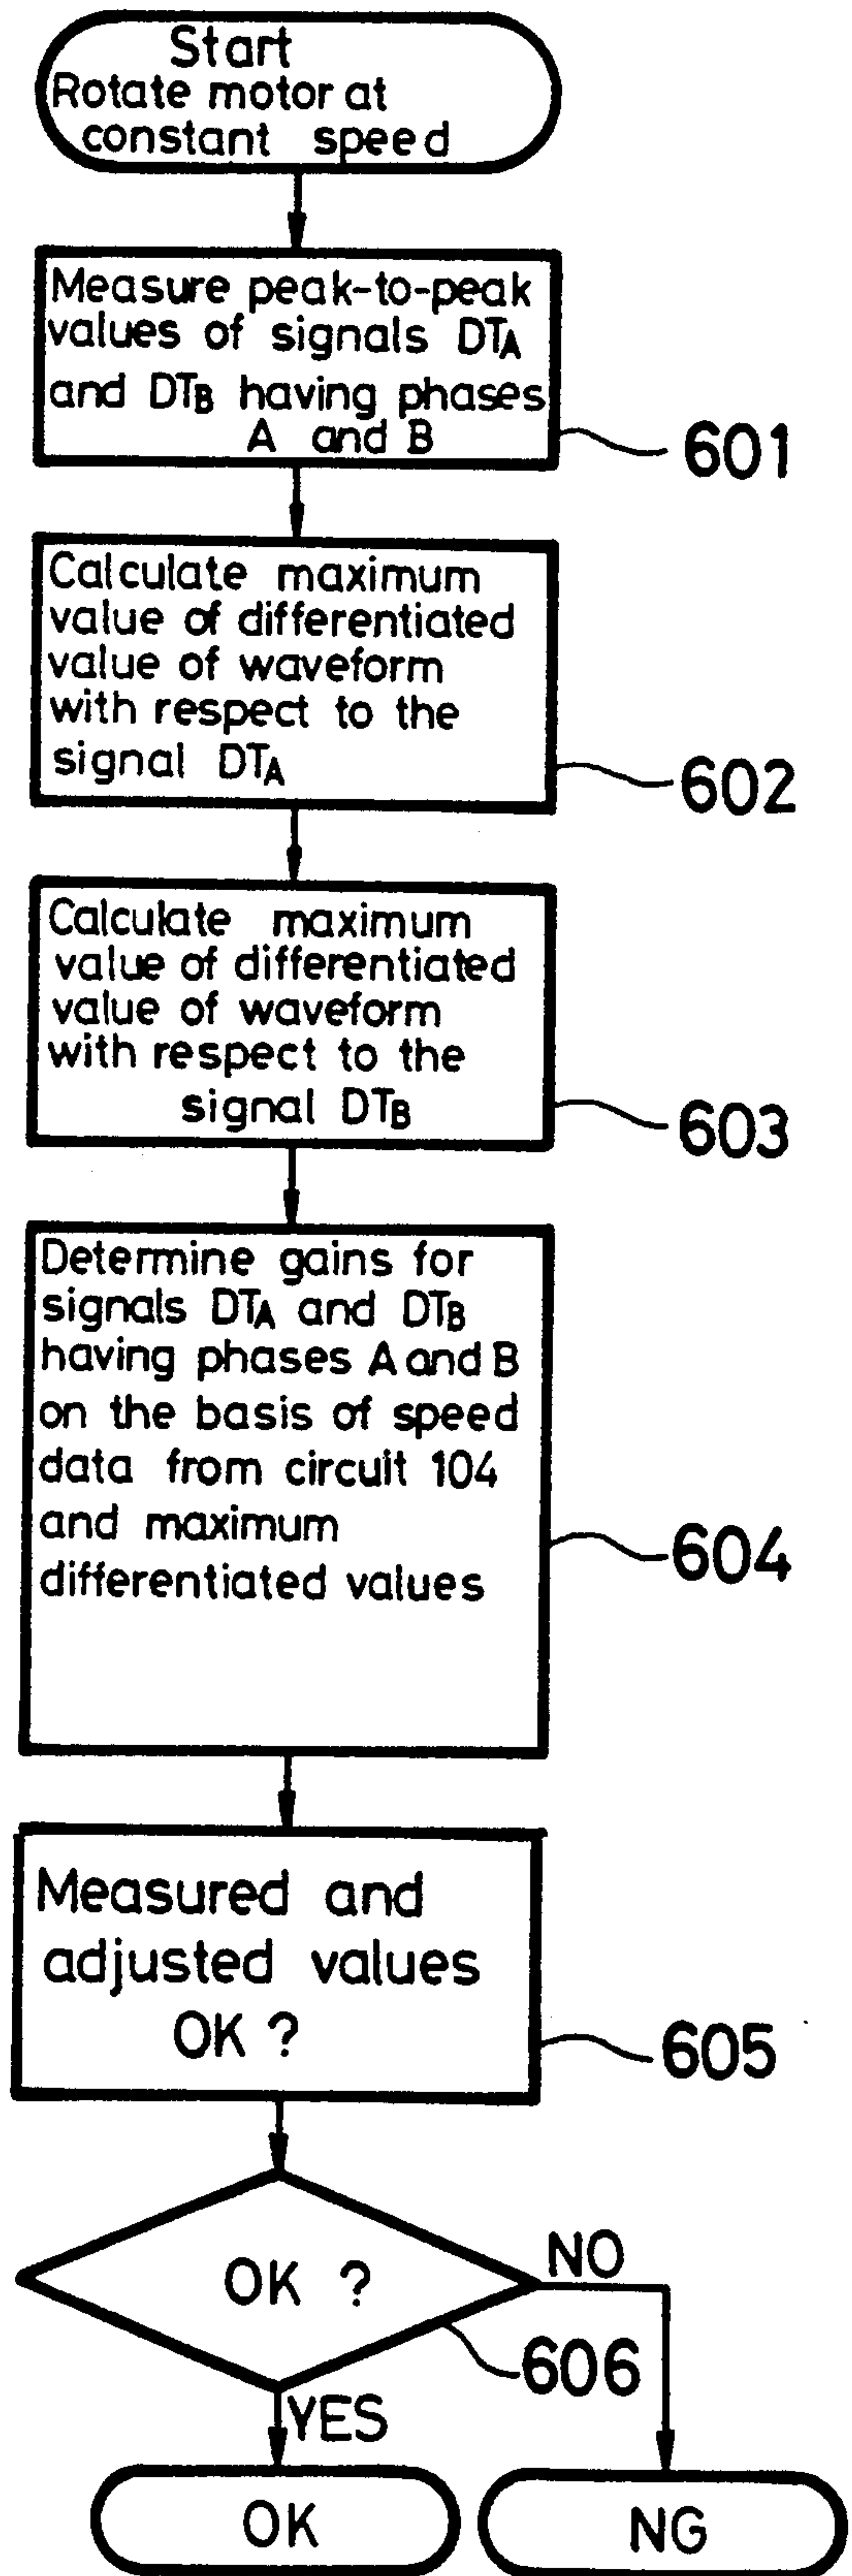 Start
Rotate motor at
constant speed
Measure peak-to-peak
values of signals DTA
and DTB having phases
A and B
601
Calculate maximum
value of differentiated
value of waveform
with respect to the
signal DTA
602
Calculate maximum
value of differentiated
value of waveform
with respect to the
signal DTB
603
Determine gains for
signals DTA and DTB
having phases A and B
on the basis of speed
data from circuit 104
and maximum
differentiated values
604
Measured and
adjusted values
OK ?
605
OK ?
NO
606
YES
OK
NG